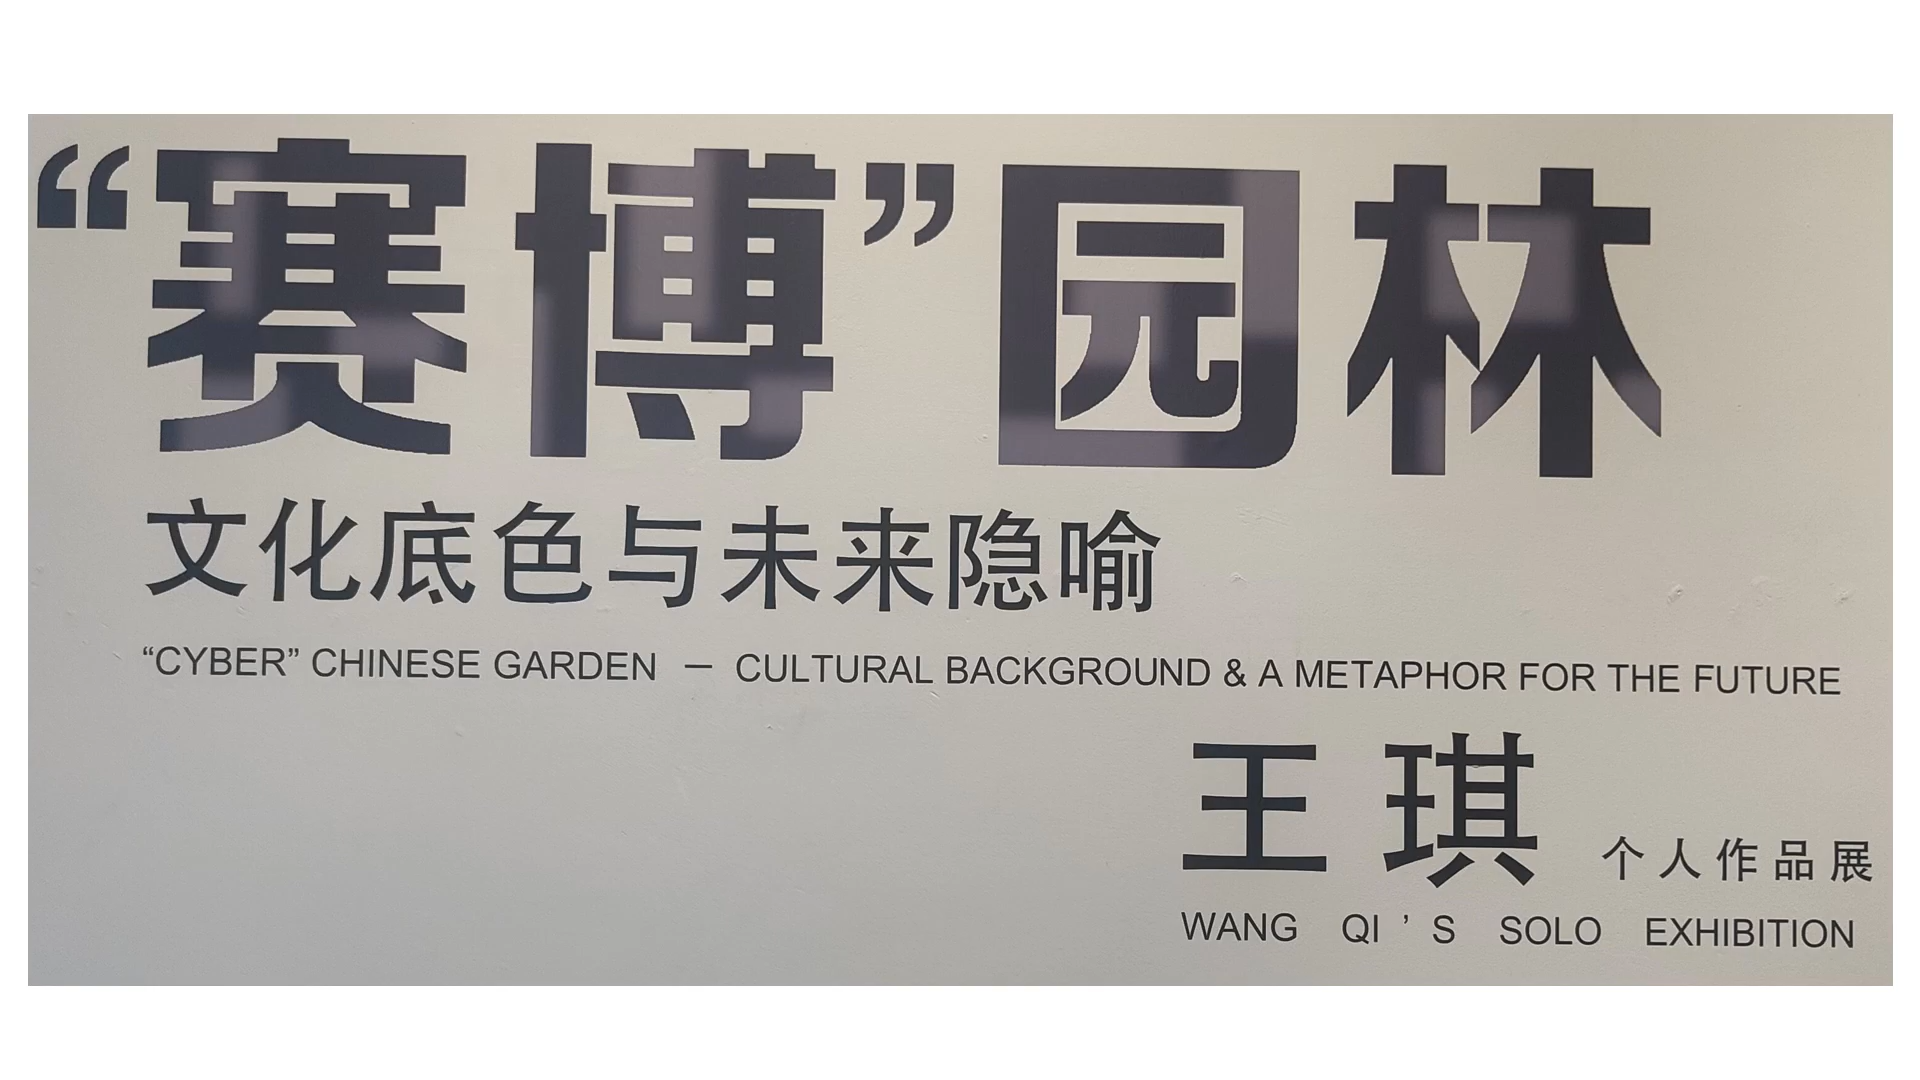 “赛博”园林
文化底色与未来隐喻
“CYBER” CHINESE GARDEN － CULTURAL BACKGROUND & A METAPHOR FOR THE FUTURE
王琪 个人作品展
WANG QI’S SOLO EXHIBITION